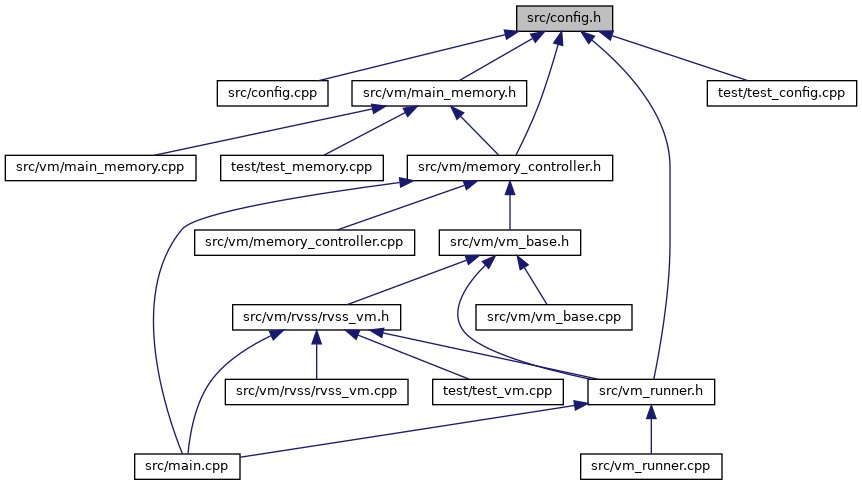 src/config.h
src/config.cpp
src/vm/main_memory.h
test/test_config.cpp
src/vm/main_memory.cpp
test/test_memory.cpp
src/vm/memory_controller.h
src/vm/memory_controller.cpp
src/vm/vm_base.h
src/vm/rvss/rvss_vm.h
src/vm/vm_base.cpp
src/vm/rvss/rvss_vm.cpp
test/test_vm.cpp
src/vm_runner.h
src/main.cpp
src/vm_runner.cpp